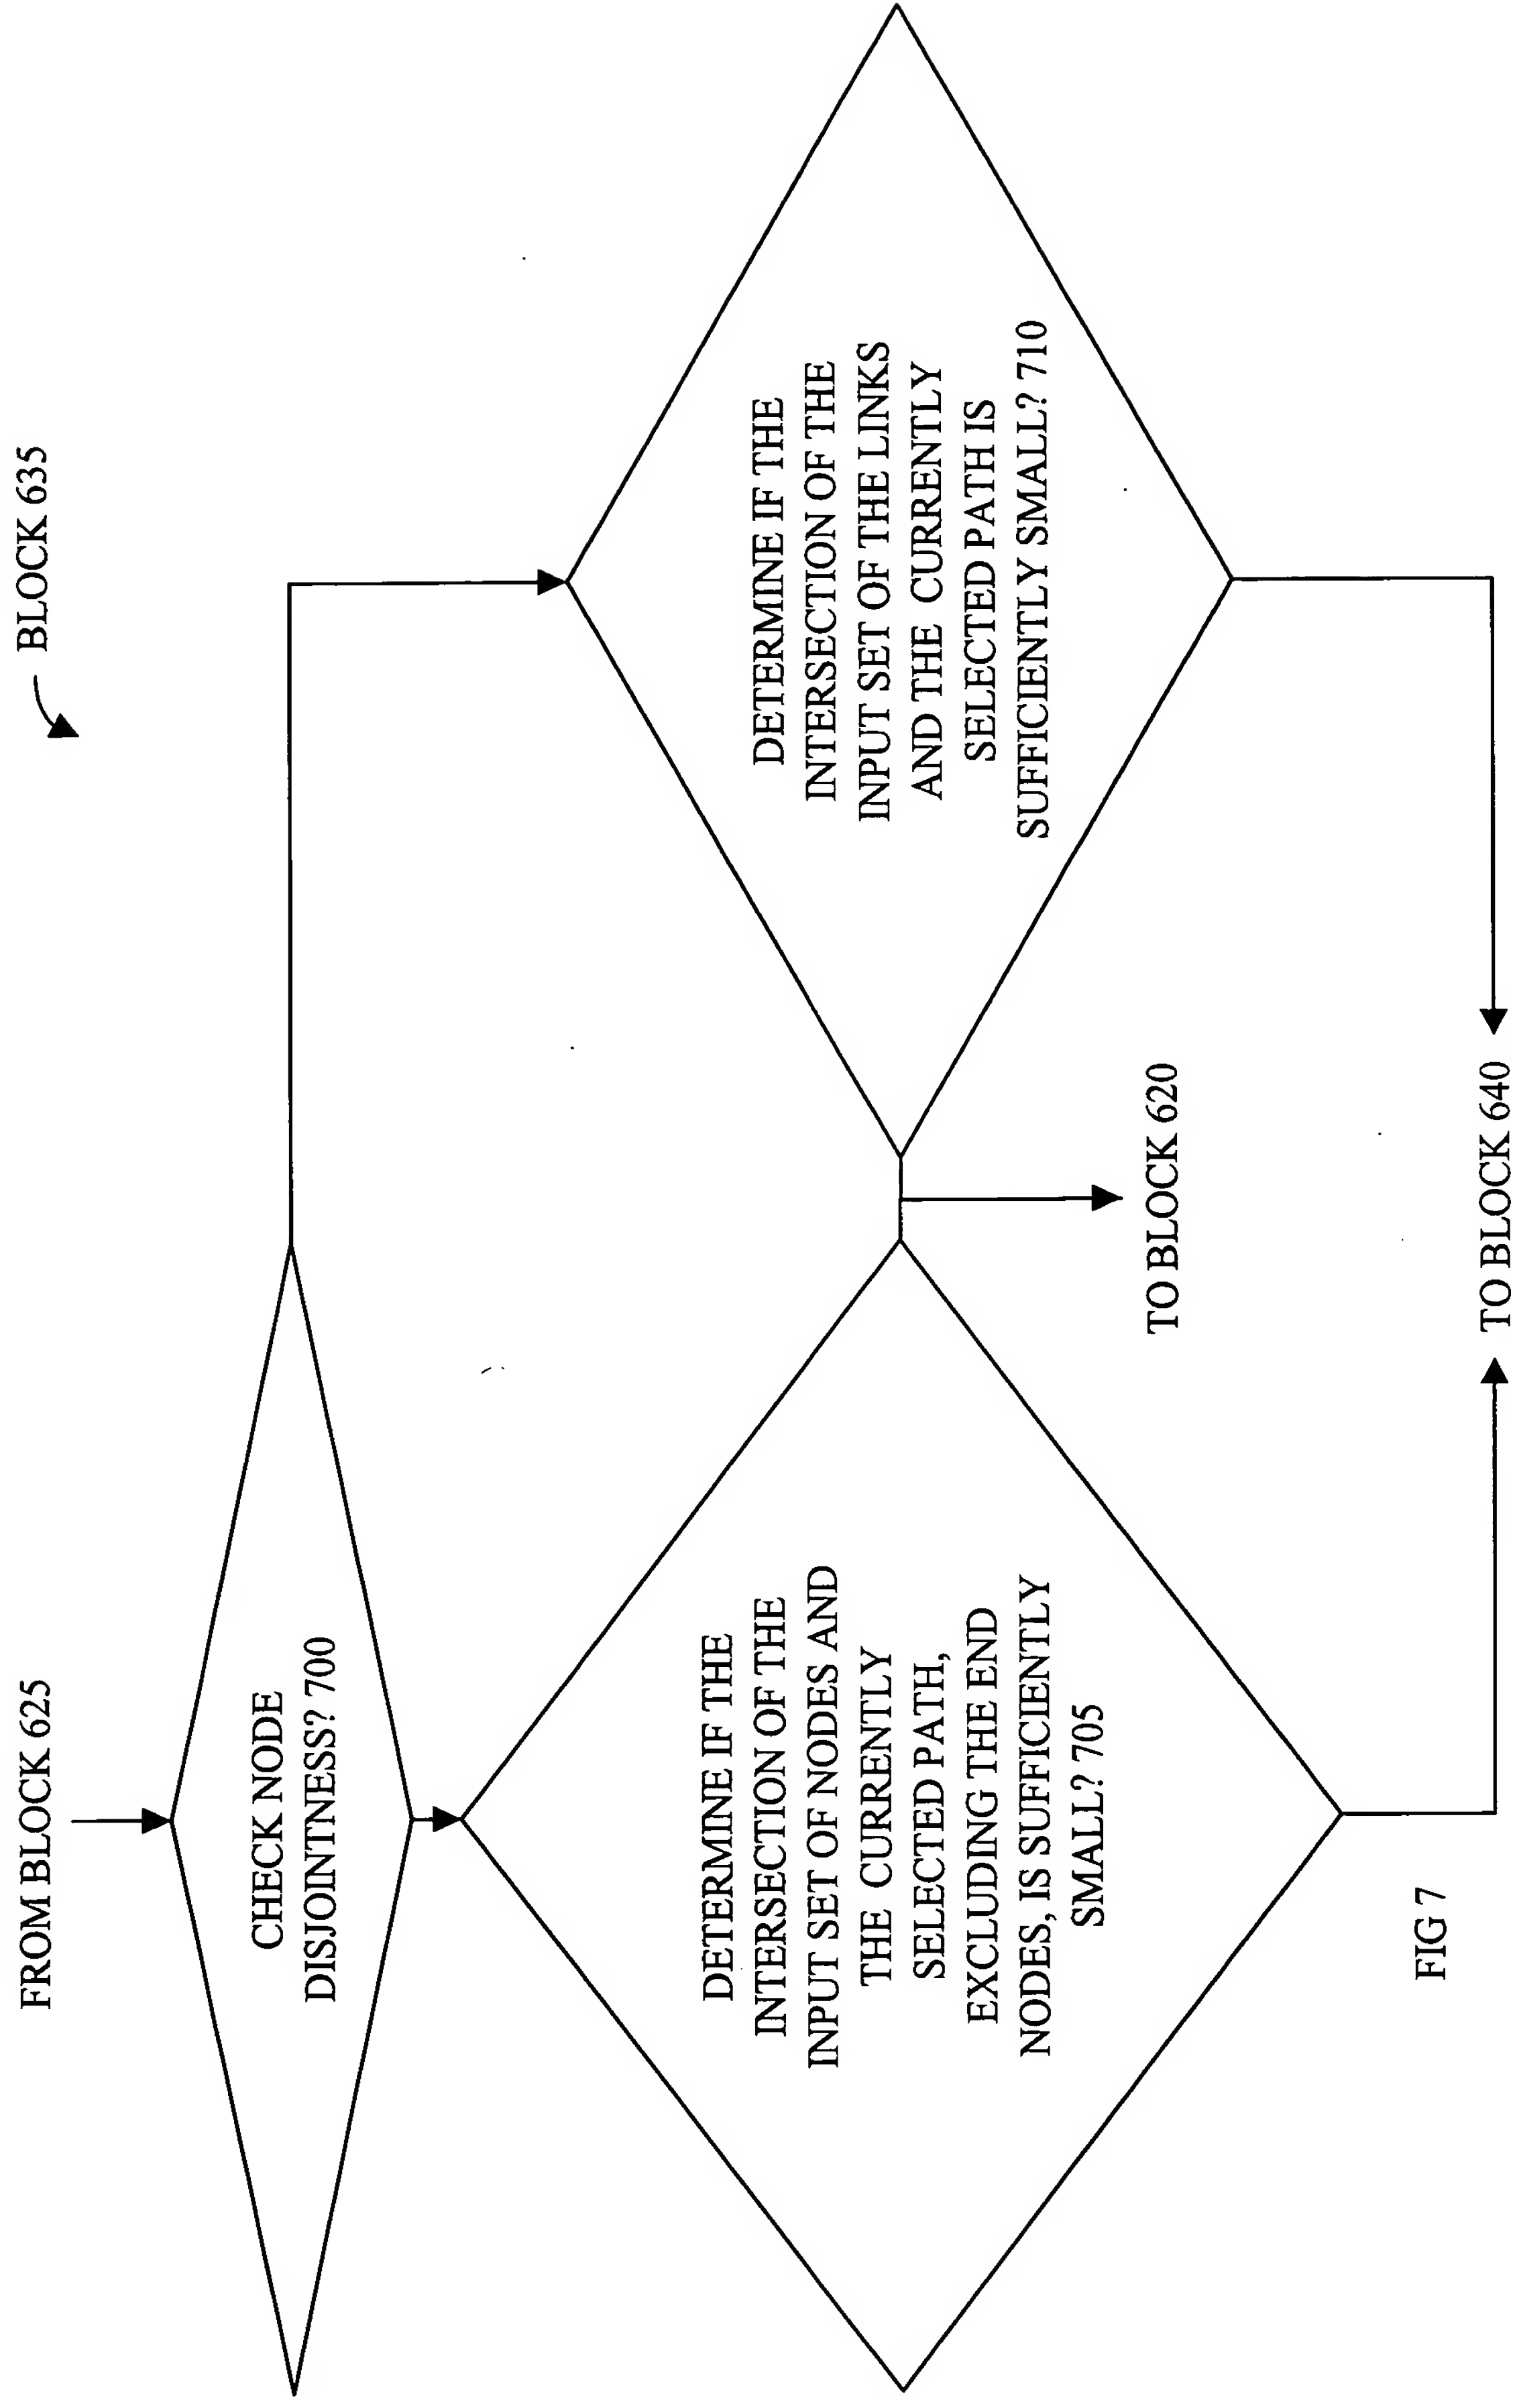 BLOCK 635
FROM BLOCK 625
CHECK NODE
DISJOINTNESS? 700
DETERMINE IF THE
INTERSECTION OF THE
INPUT SET OF NODES AND
THE CURRENTLY
SELECTED PATH,
EXCLUDING THE END
NODES, IS SUFFICIENTLY
SMALL? 705
DETERMINE IF THE
INTERSECTION OF THE
INPUT SET OF THE LINKS
AND THE CURRENTLY
SELECTED PATH IS
SUFFICIENTLY SMALL? 710
TO BLOCK 620
TO BLOCK 640
FIG 7